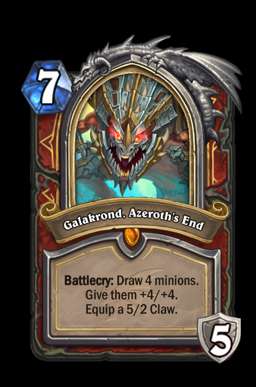 7
Galakrond, Azeroth's End
Battlecry: Draw 4 minions.
Give them +4/+4.
Equip a 5/2 Claw.
5